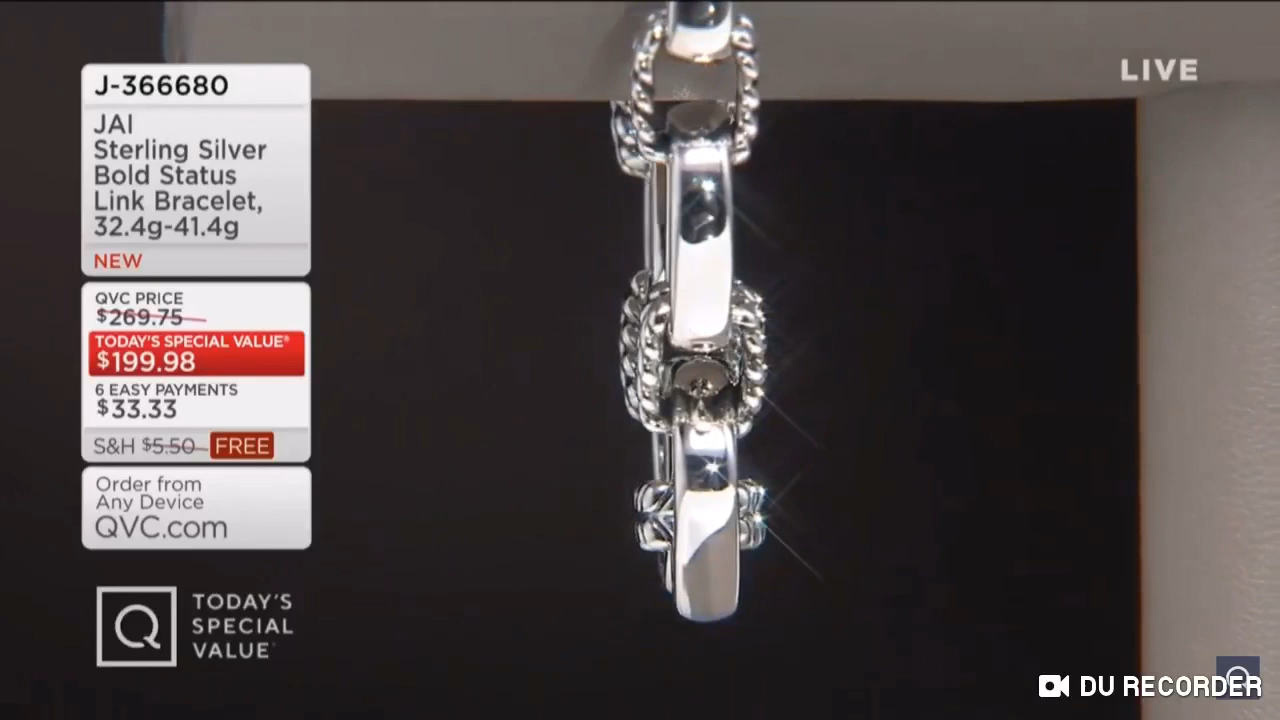 J-366680
JAI
Sterling Silver
Bold Status
Link Bracelet,
32.4g-41.4g
NEW
QVC PRICE
$269.75
TODAY'S SPECIAL VALUE®
$199.98
6 EASY PAYMENTS
$33.33
S&H $5.50 FREE
Order from
Any Device
QVC.com
Q TODAY'S
SPECIAL
VALUE
LIVE
Q
DU RECORDER